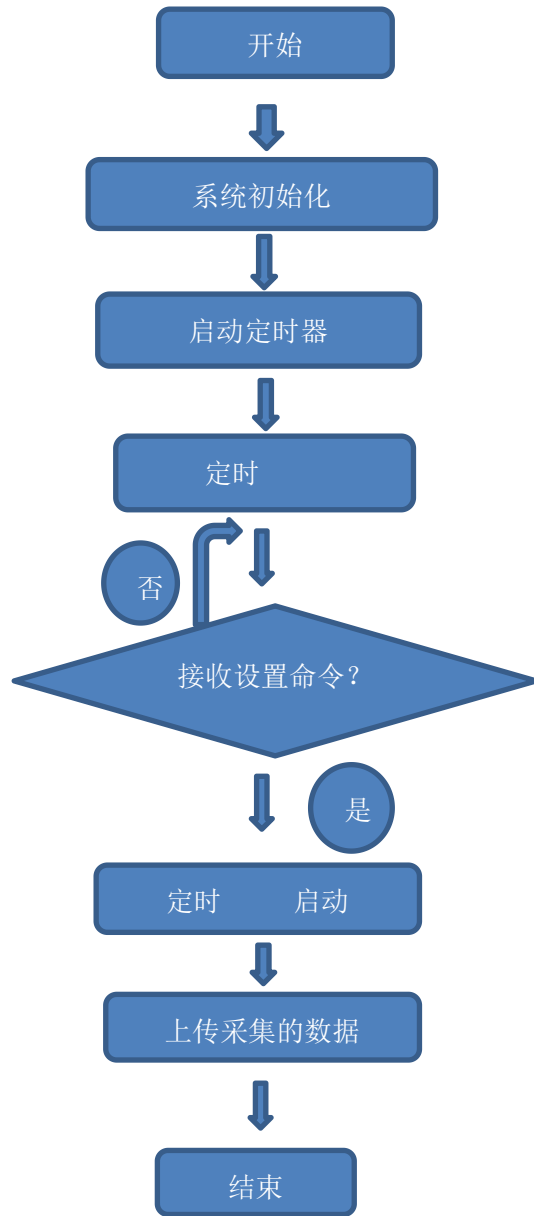 开始
系统初始化
启动定时器
定时
否
接收设置命令?
是
定时 启动
上传采集的数据
结束